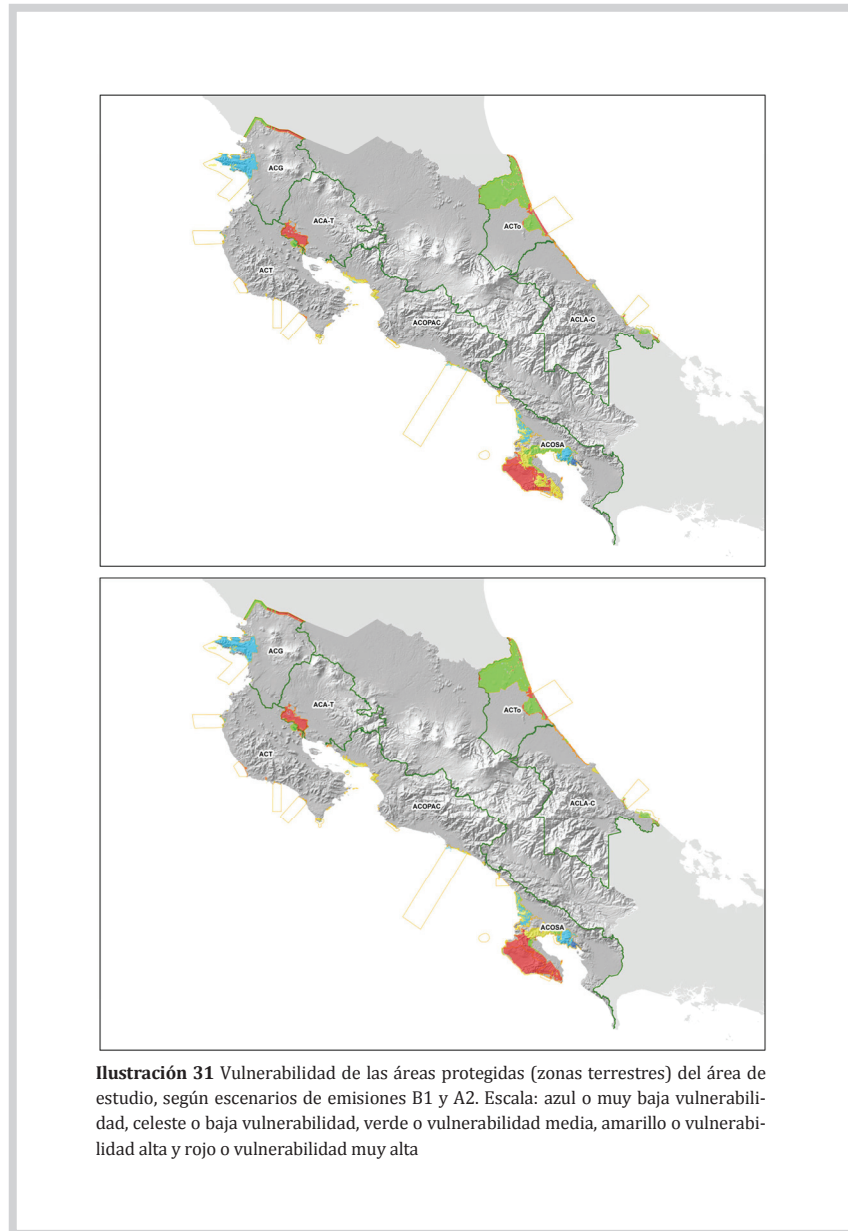 ACG
ACA-T
ACTo
ACT
ACOPAC
ACLA-C
ACOSA
ACG
ACA-T
ACTo
ACT
ACOPAC
ACLA-C
ACOSA
Ilustración 31 Vulnerabilidad de las áreas protegidas (zonas terrestres) del área de
estudio, según escenarios de emisiones B1 y A2. Escala: azul o muy baja vulnerabili-
dad, celeste o baja vulnerabilidad, verde o vulnerabilidad media, amarillo o vulnerabi-
lidad alta y rojo o vulnerabilidad muy alta